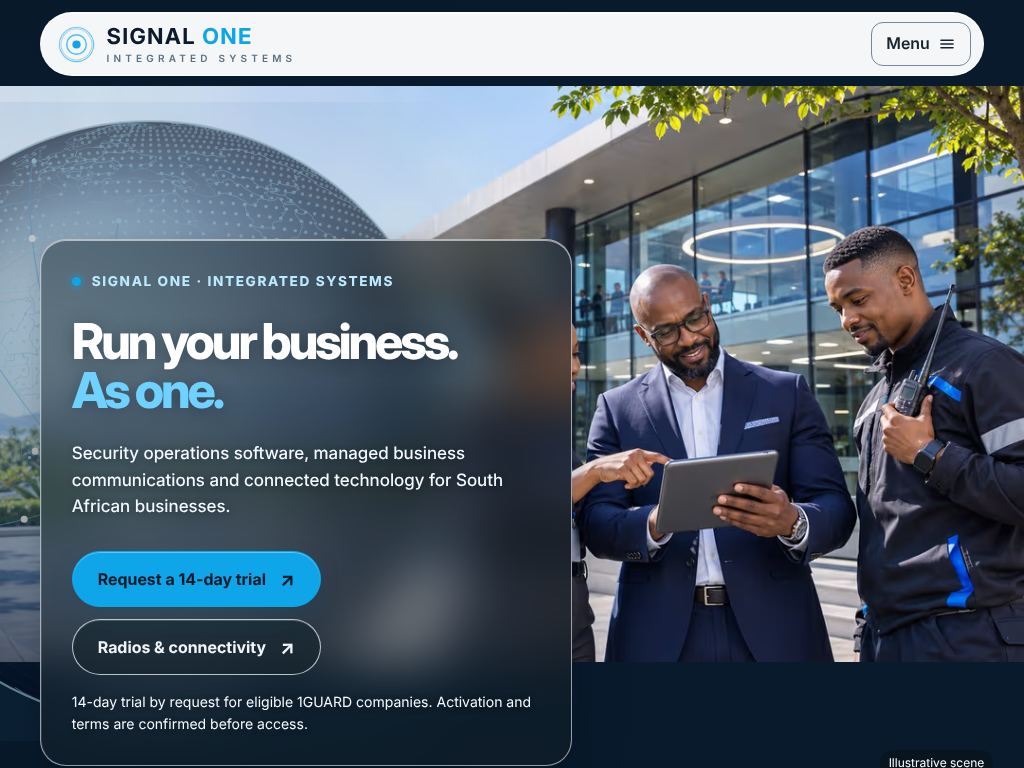 SIGNAL ONE
INTEGRATED SYSTEMS
Menu
SIGNAL ONE · INTEGRATED SYSTEMS
Run your business.
As one.
Security operations software, managed business
communications and connected technology for South
African businesses.
Request a 14-day trial
Radios & connectivity
14-day trial by request for eligible 1GUARD companies. Activation and
terms are confirmed before access.
Illustrative scene